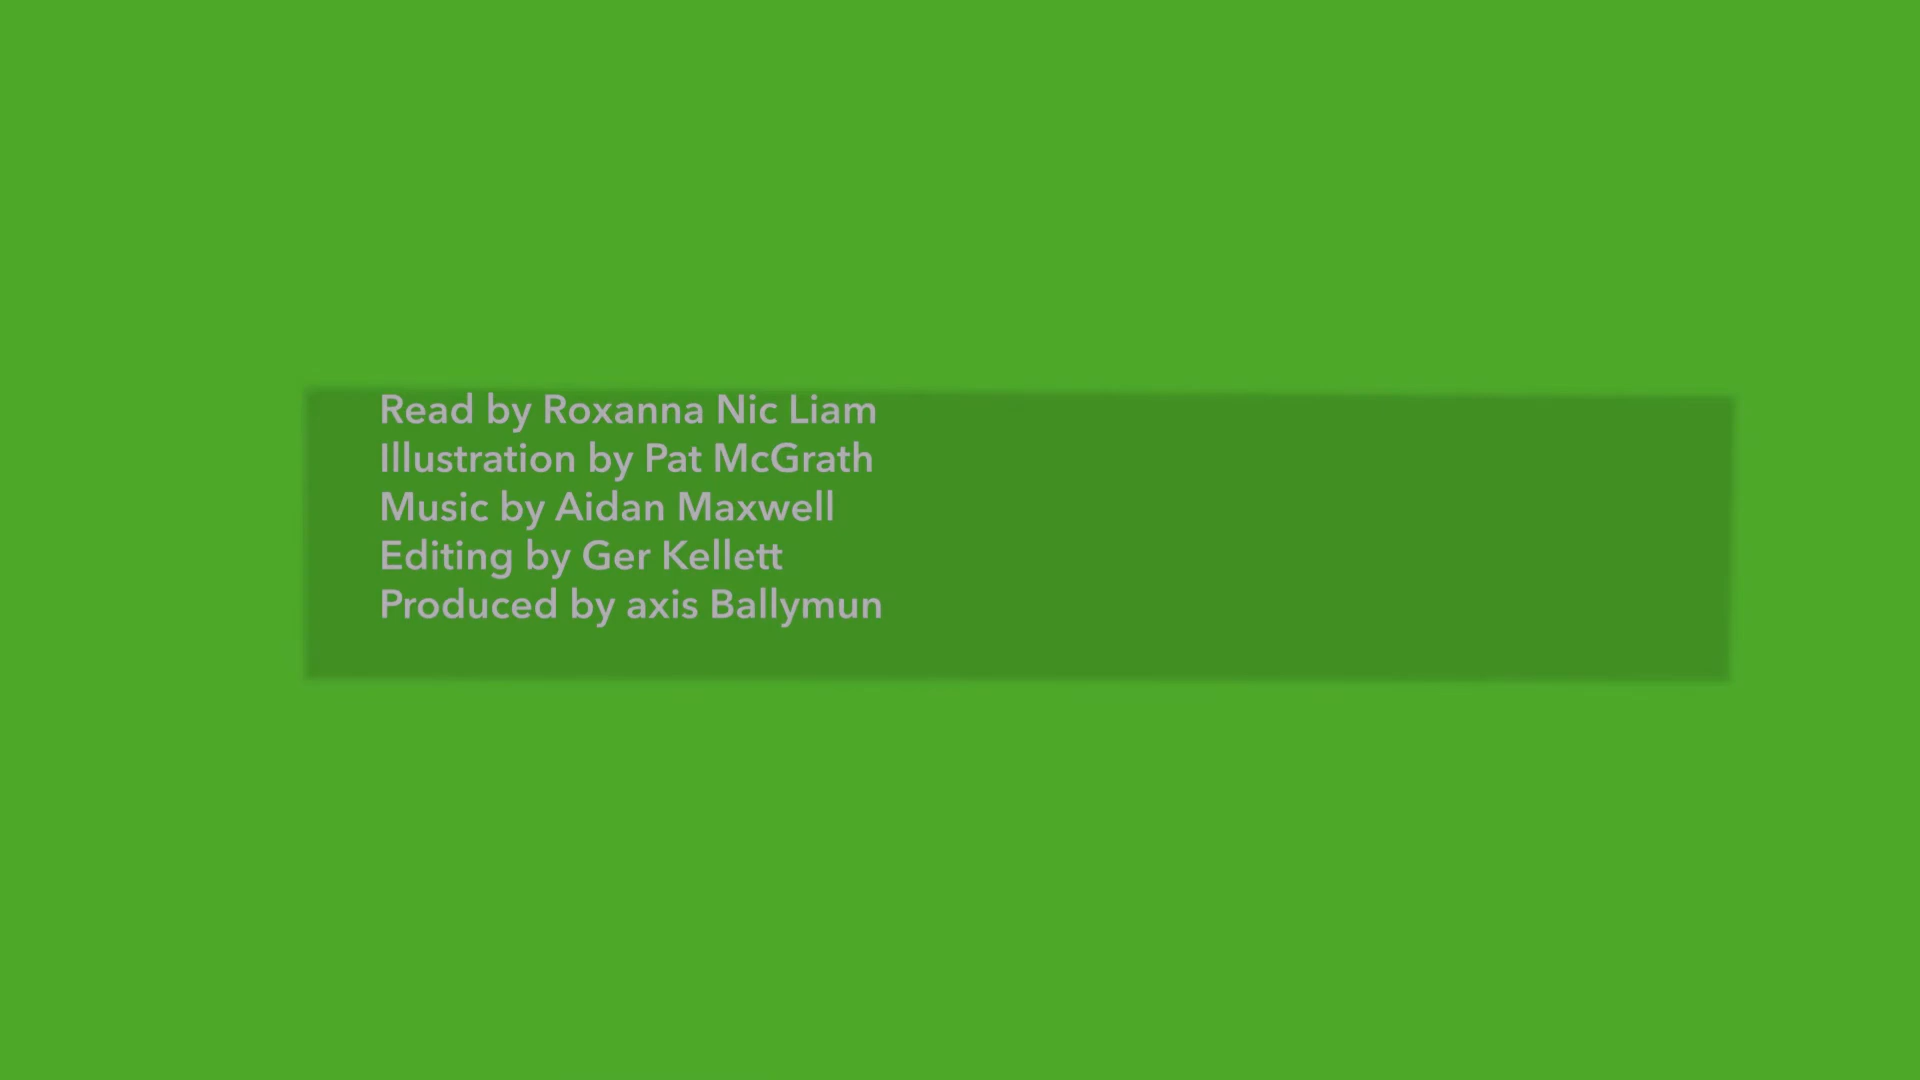 Read by Roxanna Nic Liam
Illustration by Pat McGrath
Music by Aidan Maxwell
Editing by Ger Kellett
Produced by axis Ballymun